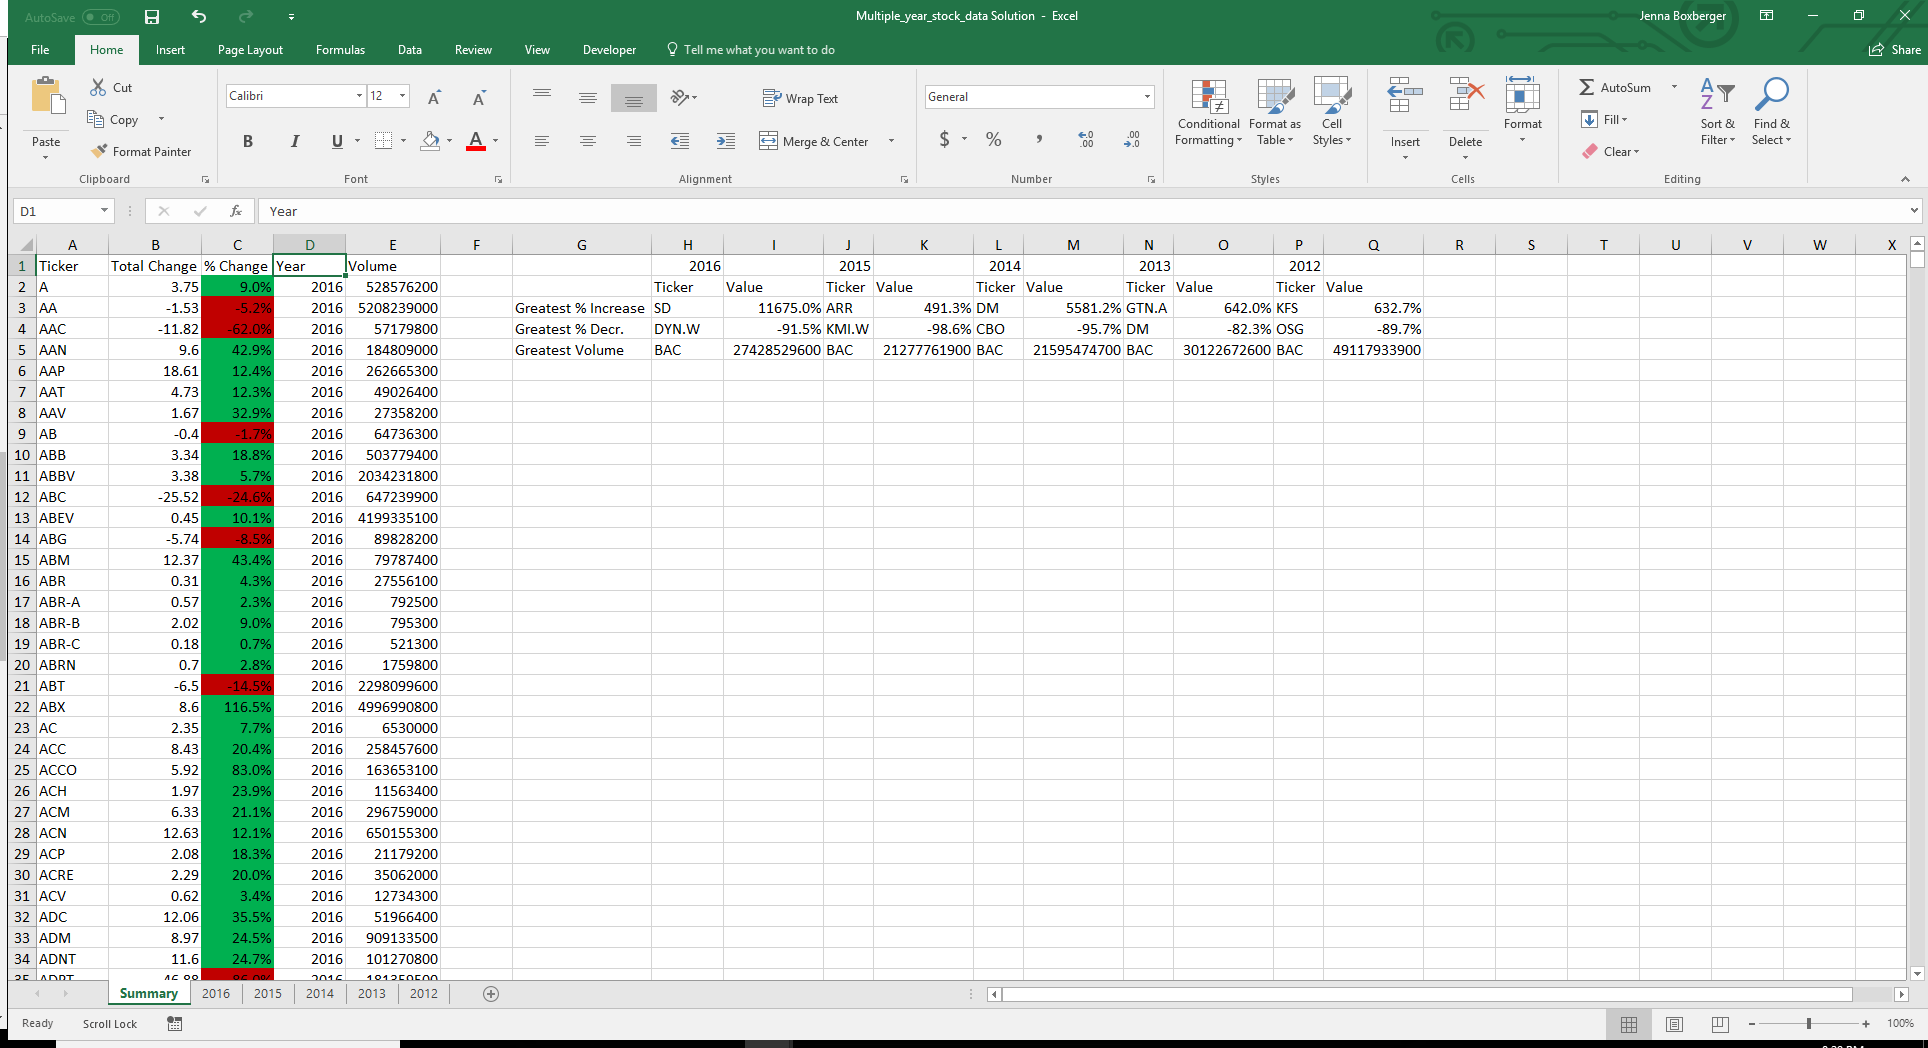 AutoSave Off Multiple_year_stock_data Solution - Excel Jenna Boxberger
File Home Insert Page Layout Formulas Data Review View Developer Tell me what you want to do Share
Paste Cut Copy Format Painter Clipboard
Calibri 12 B I U A Font
Wrap Text Merge & Center Alignment
General $ % Number
Conditional Formatting Format as Table Cell Styles Styles
Insert Delete Format Cells
AutoSum Fill Clear Sort & Filter Find & Select Editing
D1 fx Year
A B C D E F G H I J K L M N O P Q R S T U V W X
1 Ticker Total Change % Change Year Volume 2016 2015 2014 2013 2012
2 A 3.75 9.0% 2016 528576200 Ticker Value Ticker Value Ticker Value Ticker Value Ticker Value
3 AA -1.53 -5.2% 2016 5208239000 Greatest % Increase SD 11675.0% ARR 491.3% DM 5581.2% GTN.A 642.0% KFS 632.7%
4 AAC -11.82 -62.0% 2016 57179800 Greatest % Decr. DYN.W -91.5% KMI.W -98.6% CBO -95.7% DM -82.3% OSG -89.7%
5 AAN 9.6 42.9% 2016 184809000 Greatest Volume BAC 27428529600 BAC 21277761900 BAC 21595474700 BAC 30122672600 BAC 49117933900
6 AAP 18.61 12.4% 2016 262665300
7 AAT 4.73 12.3% 2016 49026400
8 AAV 1.67 32.9% 2016 27358200
9 AB -0.4 -1.7% 2016 64736300
10 ABB 3.34 18.8% 2016 503779400
11 ABBV 3.38 5.7% 2016 2034231800
12 ABC -25.52 -24.6% 2016 647239900
13 ABEV 0.45 10.1% 2016 4199335100
14 ABG -5.74 -8.5% 2016 89828200
15 ABM 12.37 43.4% 2016 79787400
16 ABR 0.31 4.3% 2016 27556100
17 ABR-A 0.57 2.3% 2016 792500
18 ABR-B 2.02 9.0% 2016 795300
19 ABR-C 0.18 0.7% 2016 521300
20 ABRN 0.7 2.8% 2016 1759800
21 ABT -6.5 -14.5% 2016 2298099600
22 ABX 8.6 116.5% 2016 4996990800
23 AC 2.35 7.7% 2016 6530000
24 ACC 8.43 20.4% 2016 258457600
25 ACCO 5.92 83.0% 2016 163653100
26 ACH 1.97 23.9% 2016 11563400
27 ACM 6.33 21.1% 2016 296759000
28 ACN 12.63 12.1% 2016 650155300
29 ACP 2.08 18.3% 2016 21179200
30 ACRE 2.29 20.0% 2016 35062000
31 ACV 0.62 3.4% 2016 12734300
32 ADC 12.06 35.5% 2016 51966400
33 ADM 8.97 24.5% 2016 909133500
34 ADNT 11.6 24.7% 2016 101270800
Summary 2016 2015 2014 2013 2012
Ready Scroll Lock 100%